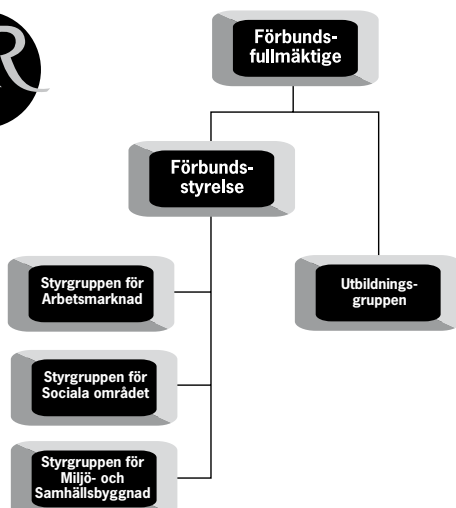 R
Förbunds-
fullmäktige
Förbunds-
styrelse
Styrgruppen för
Arbetsmarknad
Utbildnings-
gruppen
Styrgruppen för
Sociala området
Styrgruppen för
Miljö- och
Samhällsbyggnad